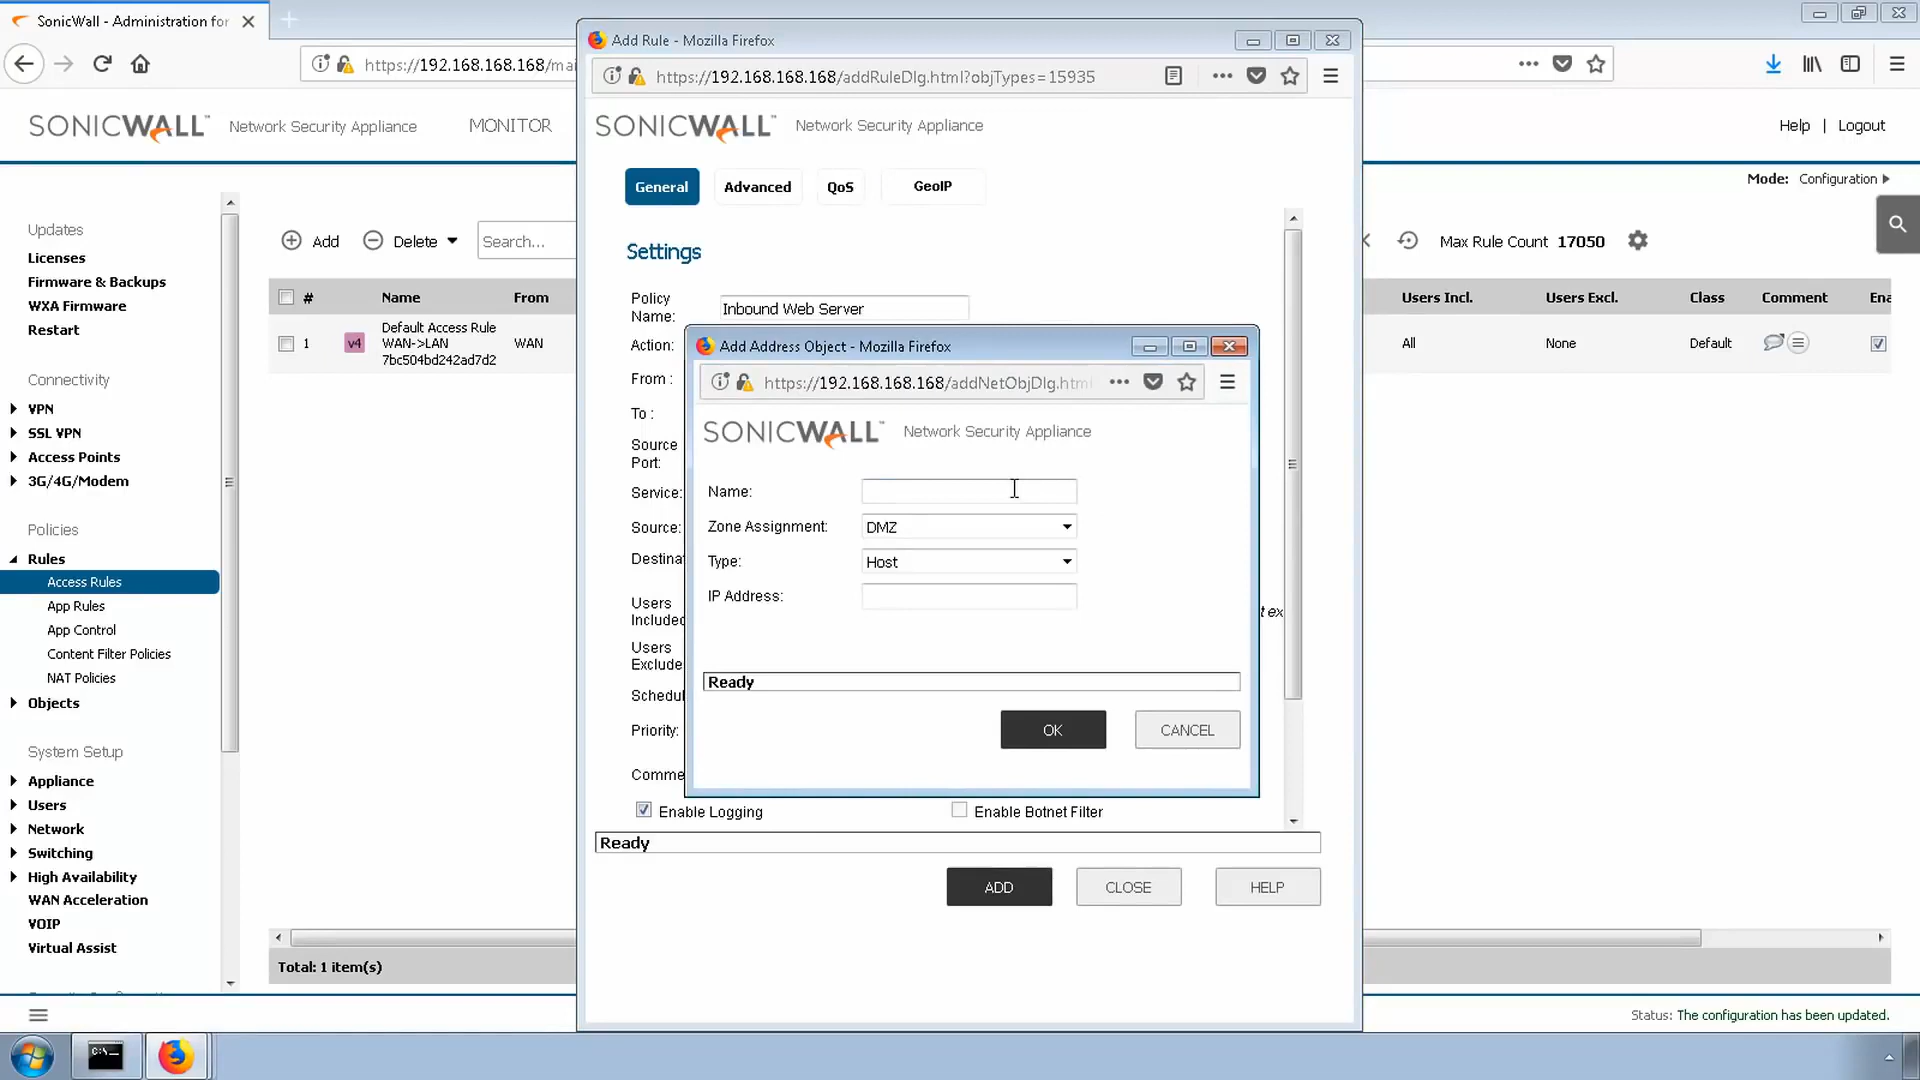 SonicWall - Administration for
Add Rule - Mozilla Firefox
https://192.168.168.168/mai
https://192.168.168.168/addRuleDlg.html?objTypes=15935
SONICWALL™ Network Security Appliance MONITOR
SONICWALL™ Network Security Appliance
Help | Logout
Mode: Configuration
General Advanced QoS GeoIP
Updates
Licenses
Firmware & Backups
WXA Firmware
Restart
Connectivity
VPN
SSL VPN
Access Points
3G/4G/Modem
Policies
Rules
Access Rules
App Rules
App Control
Content Filter Policies
NAT Policies
Objects
System Setup
Appliance
Users
Network
Switching
High Availability
WAN Acceleration
VOIP
Virtual Assist
Add Delete Search...
Max Rule Count 17050
# Name From
Users Incl. Users Excl. Class Comment Ena
1 v4 Default Access Rule
WAN->LAN
7bc504bd242ad7d2
WAN
All None Default
Total: 1 item(s)
Settings
Policy
Name:
Inbound Web Server
Action:
From :
To :
Source
Port:
Service:
Source:
Destinat
Users
Included
Users
Exclude
t ex
Schedul
Priority:
Comme
Enable Logging
Enable Botnet Filter
Ready
ADD CLOSE HELP
Add Address Object - Mozilla Firefox
https://192.168.168.168/addNetObjDlg.htm
SONICWALL™ Network Security Appliance
Name:
Zone Assignment: DMZ
Type: Host
IP Address:
Ready
OK CANCEL
Status: The configuration has been updated.
C:\_